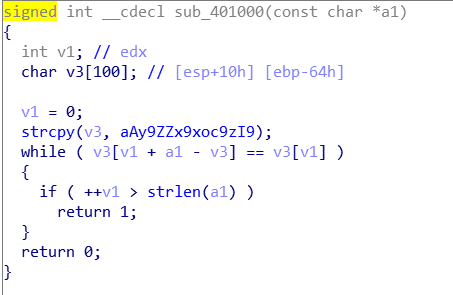 signed int __cdecl sub_401000(const char *a1)
{
  int v1; // edx
  char v3[100]; // [esp+10h] [ebp-64h]

  v1 = 0;
  strcpy(v3, aAy9ZZx9xoc9zI9);
  while ( v3[v1 + a1 - v3] == v3[v1] )
  {
    if ( ++v1 > strlen(a1) )
      return 1;
  }
  return 0;
}